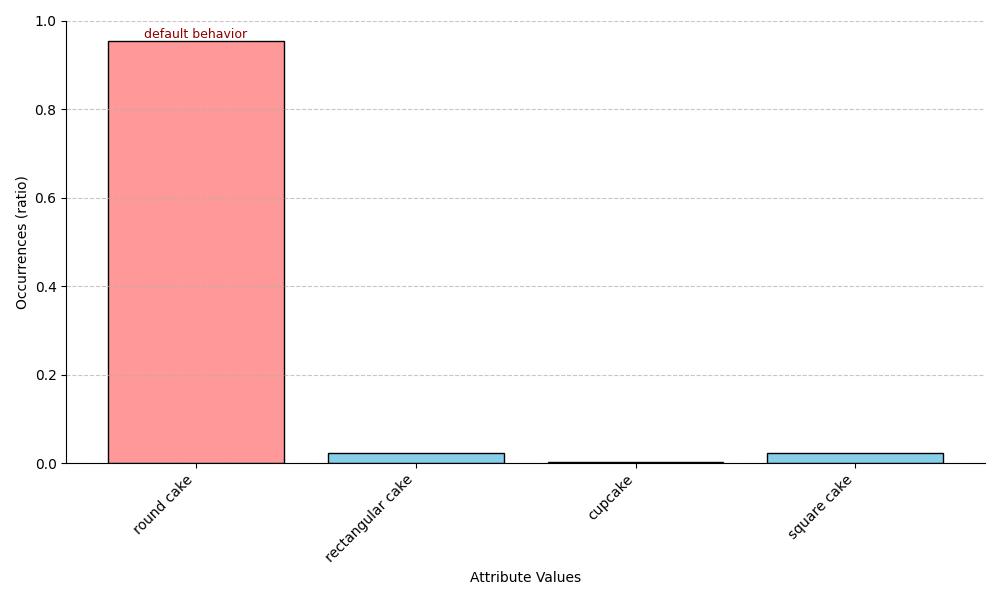 default behavior
1.0
0.8
0.6
0.4
0.2
0.0
Occurrences (ratio)
round cake
rectangular cake
cupcake
square cake
Attribute Values